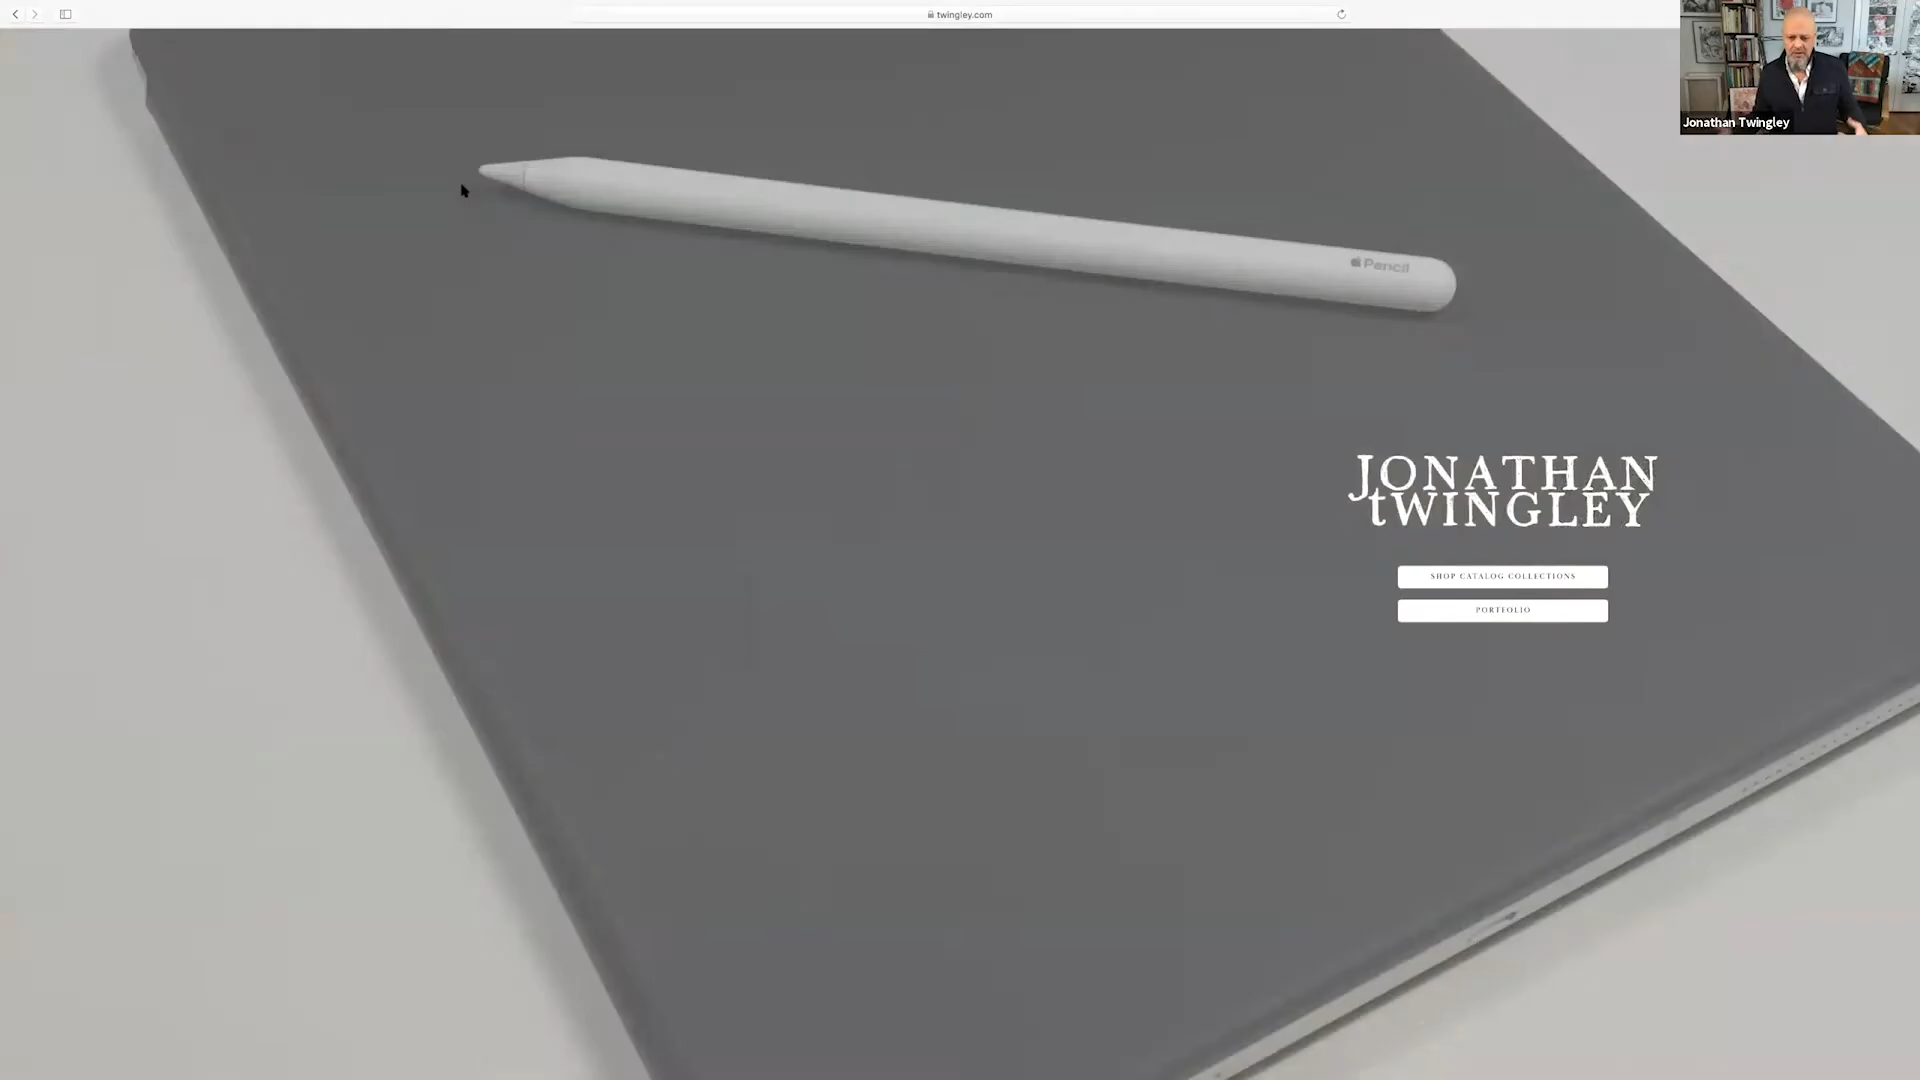 twingley.com
Jonathan Twingley
Pencil
JONATHAN
tWINGLEY
SHOP CATALOG COLLECTIONS
PORTFOLIO